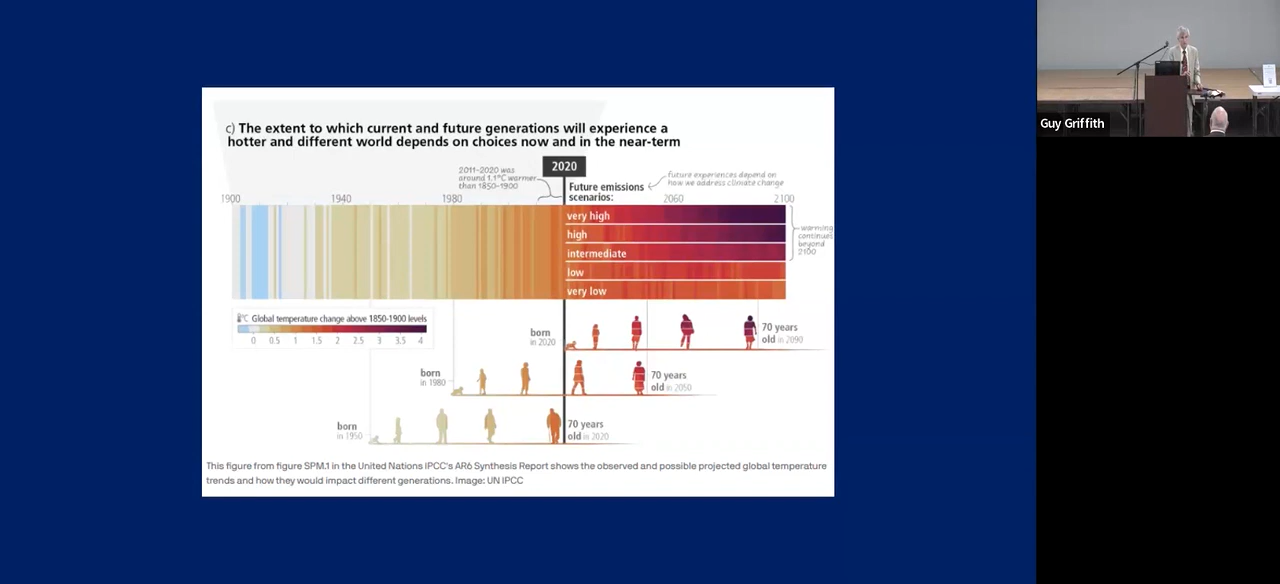 c) The extent to which current and future generations will experience a
hotter and different world depends on choices now and in the near-term
2011–2020 was
around 1.1°C warmer
than 1850–1900
2020
Future emissions
scenarios:
future experiences depend on
how we address climate change
1900
1940
1980
2060
2100
very high
high
intermediate
low
very low
warming
continues
beyond
2100
°C Global temperature change above 1850-1900 levels
0 0.5 1 1.5 2 2.5 3 3.5 4
born
in 2020
70 years
old in 2090
born
in 1980
70 years
old in 2050
born
in 1950
70 years
old in 2020
This figure from figure SPM.1 in the United Nations IPCC's AR6 Synthesis Report shows the observed and possible projected global temperature
trends and how they would impact different generations. Image: UN IPCC
Guy Griffith